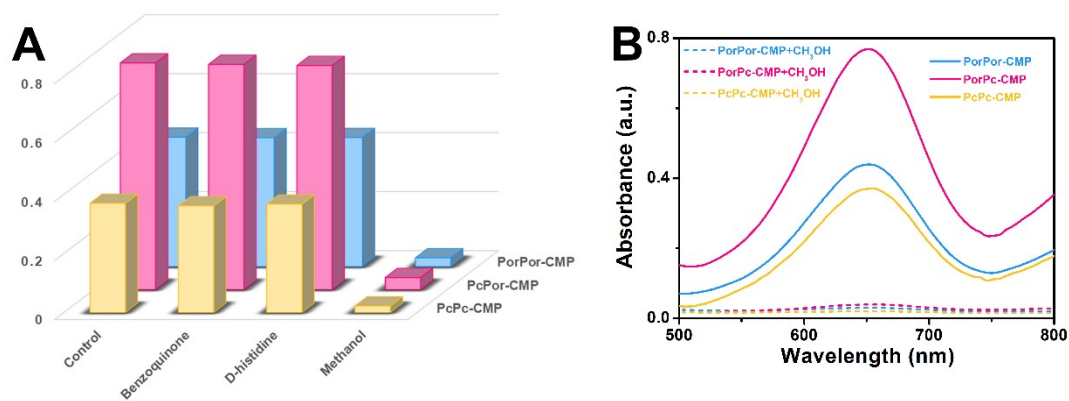 A
0.8
0.6
0.4
0.2
0
Control
Benzoquinone
D-histidine
Methanol
PorPor-CMP
PcPor-CMP
PcPc-CMP
B
Absorbance (a.u.)
0.8
0.4
0.0
PorPor-CMP+CH₃OH
PorPc-CMP+CH₃OH
PcPc-CMP+CH₃OH
PorPor-CMP
PorPc-CMP
PcPc-CMP
500
600
700
800
Wavelength (nm)